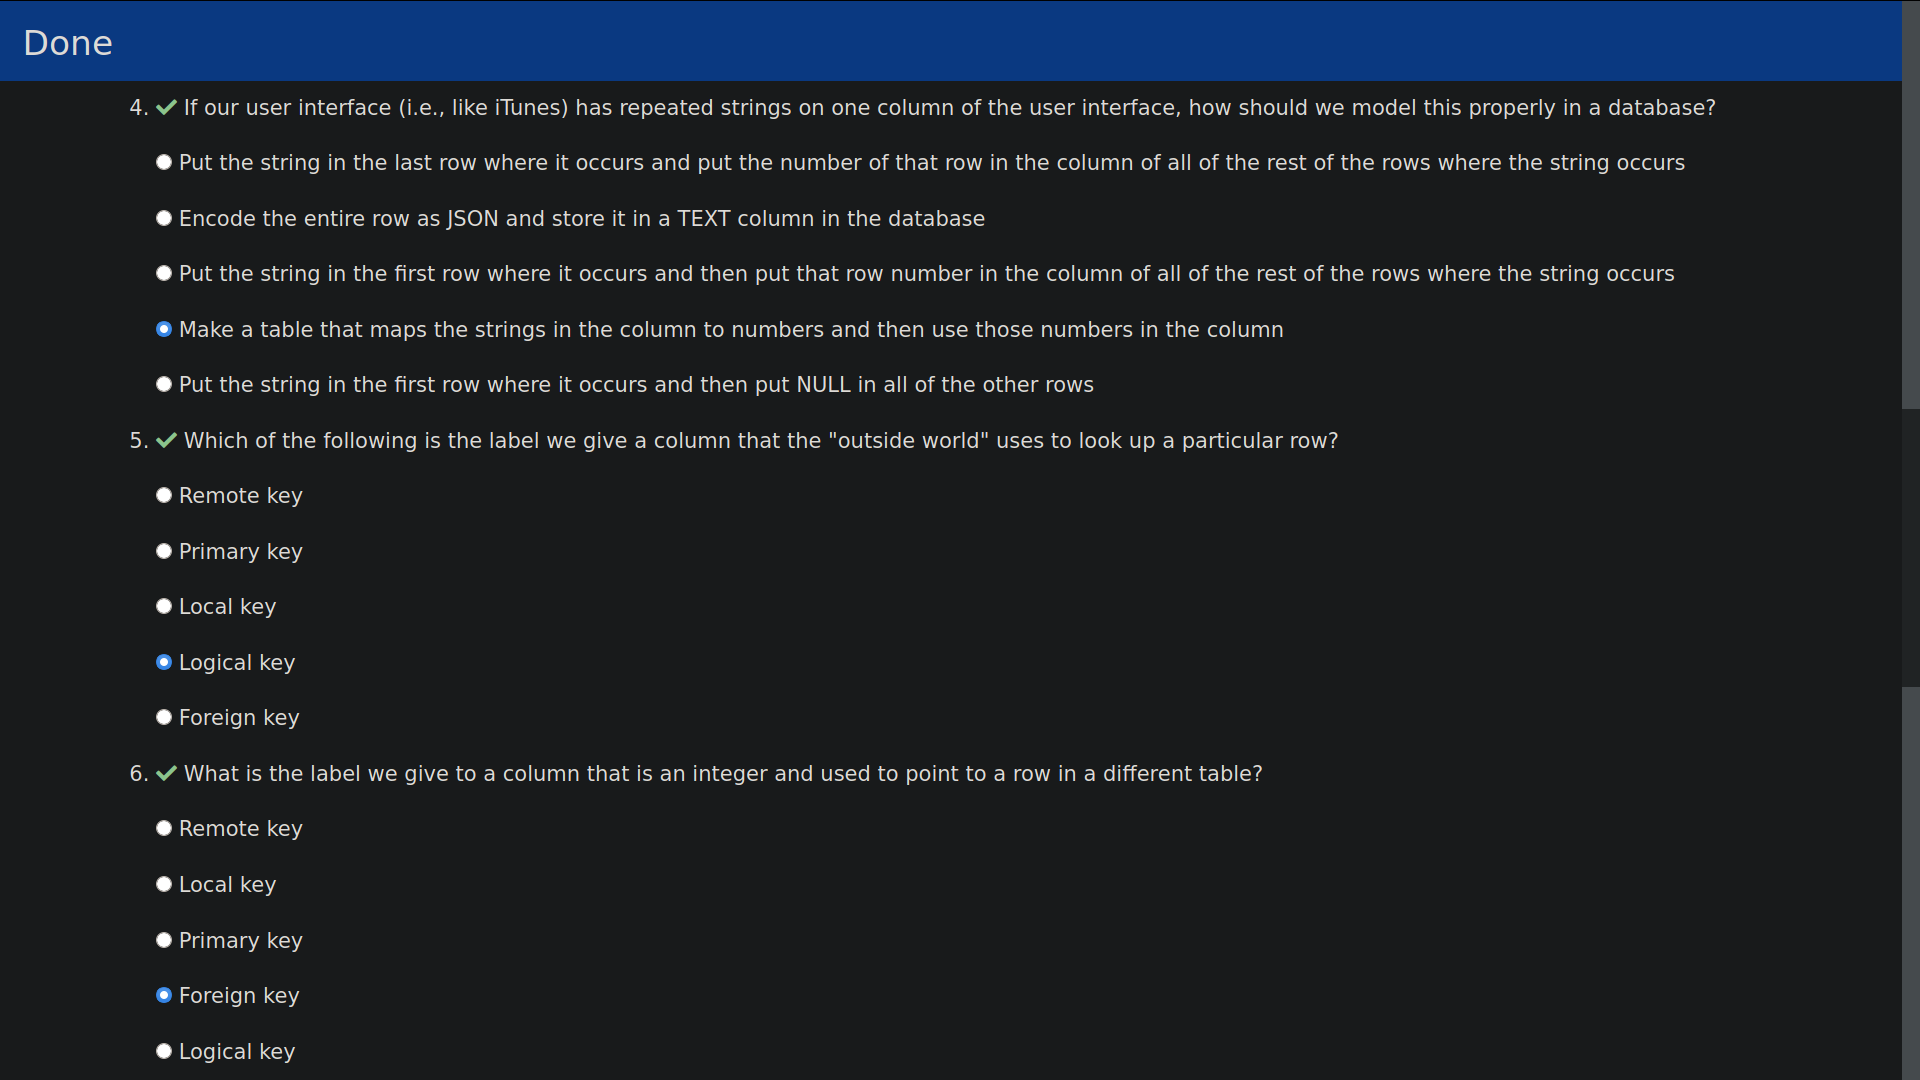 Done
4. If our user interface (i.e., like iTunes) has repeated strings on one column of the user interface, how should we model this properly in a database?
Put the string in the last row where it occurs and put the number of that row in the column of all of the rest of the rows where the string occurs
Encode the entire row as JSON and store it in a TEXT column in the database
Put the string in the first row where it occurs and then put that row number in the column of all of the rest of the rows where the string occurs
Make a table that maps the strings in the column to numbers and then use those numbers in the column
Put the string in the first row where it occurs and then put NULL in all of the other rows
5. Which of the following is the label we give a column that the "outside world" uses to look up a particular row?
Remote key
Primary key
Local key
Logical key
Foreign key
6. What is the label we give to a column that is an integer and used to point to a row in a different table?
Remote key
Local key
Primary key
Foreign key
Logical key